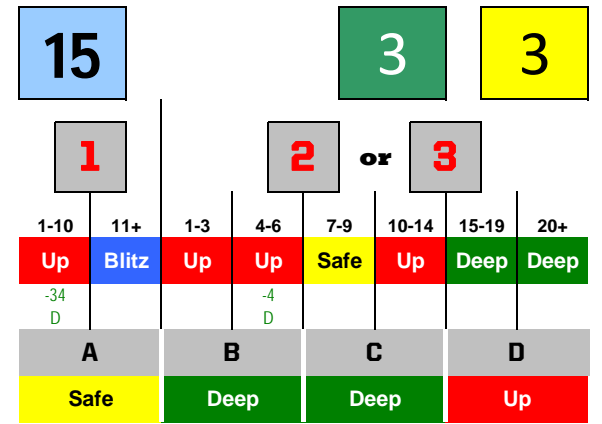 15 3 3
1 2 or 3
1-10 11+ 1-3 4-6 7-9 10-14 15-19 20+
Up Blitz Up Up Safe Up Deep Deep
-34 -4
D D
A B C D
Safe Deep Deep Up